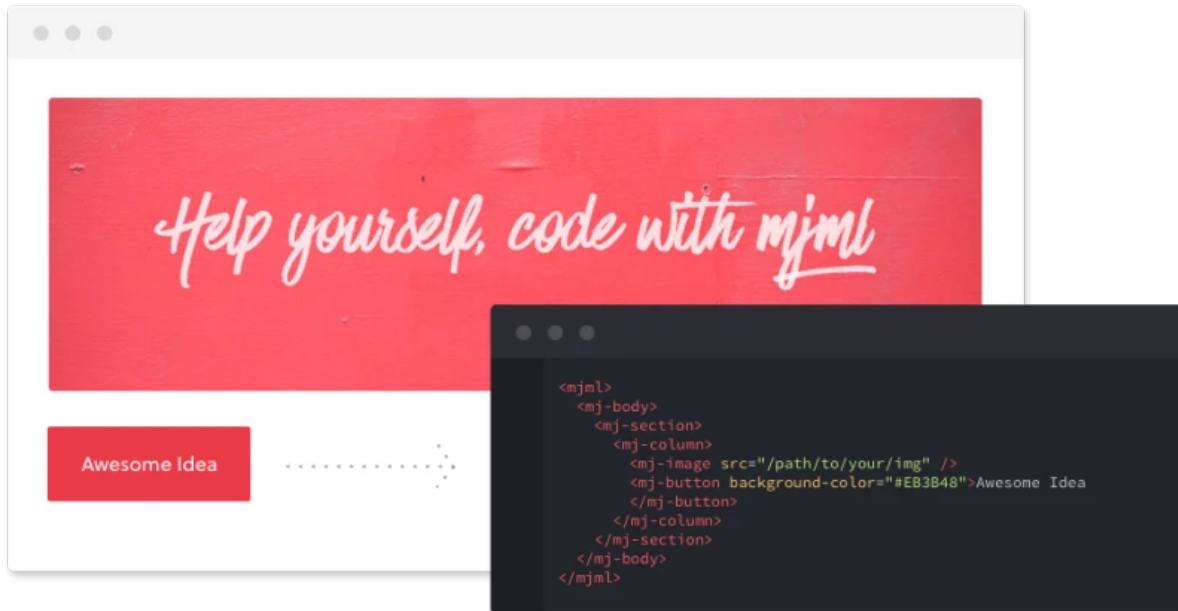 Help yourself, code with mjml
Awesome Idea
<mjml>
<mj-body>
<mj-section>
<mj-column>
<mj-image src="/path/to/your/img" />
<mj-button background-color="#EB3B48">Awesome Idea
</mj-button>
</mj-column>
</mj-section>
</mj-body>
</mjml>